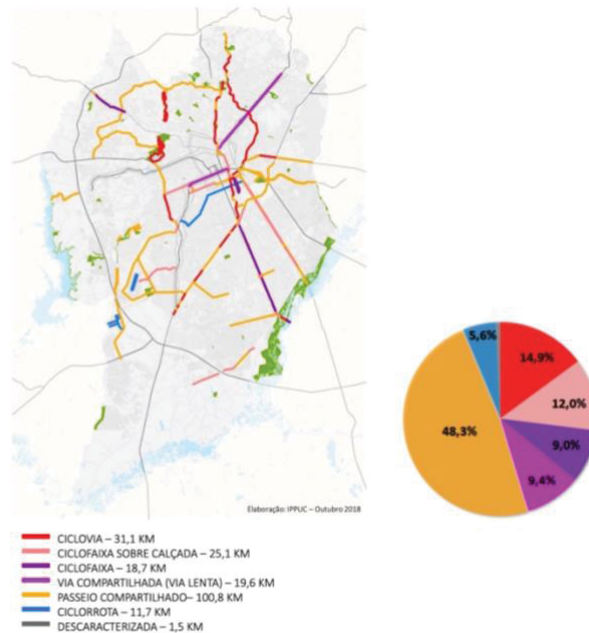 Elaboração: IPPUC – Outubro 2018
CICLOVIA – 31,1 KM
CICLOFAIXA SOBRE CALÇADA – 25,1 KM
CICLOFAIXA – 18,7 KM
VIA COMPARTILHADA (VIA LENTA) – 19,6 KM
PASSEIO COMPARTILHADO– 100,8 KM
CICLORROTA – 11,7 KM
DESCARACTERIZADA – 1,5 KM
5,6%
14,9%
12,0%
48,3%
9,0%
9,4%